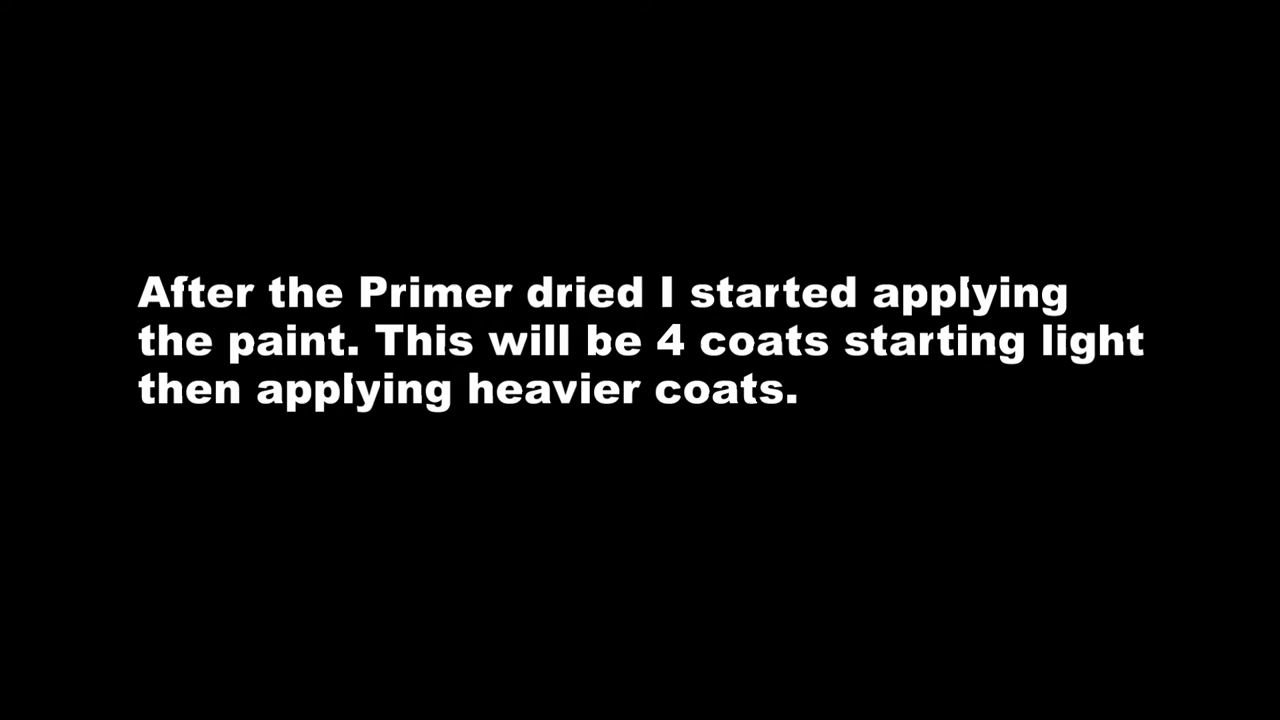 After the Primer dried I started applying
the paint. This will be 4 coats starting light
then applying heavier coats.